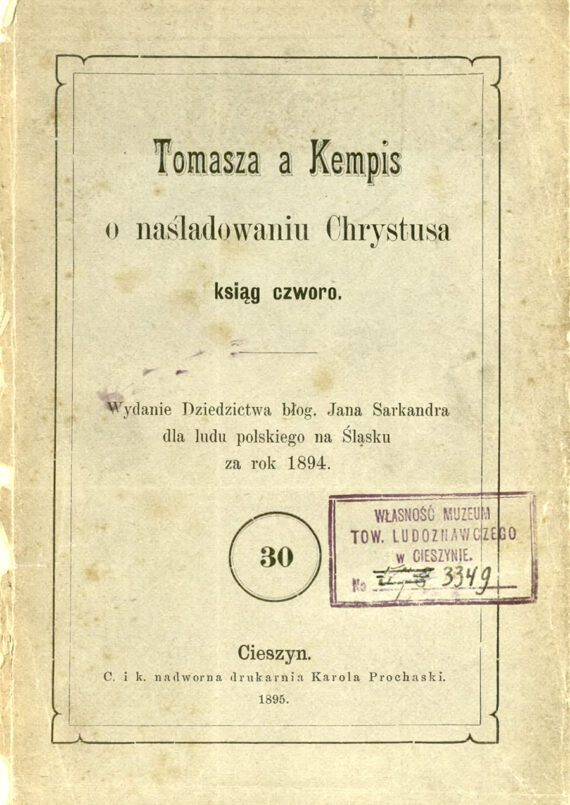 Tomasza a Kempis
o naśladowaniu Chrystusa
ksiąg czworo.
Wydanie Dziedzictwa błog. Jana Sarkandra
dla ludu polskiego na Śląsku
za rok 1894.
30
WŁASNOŚĆ MUZEUM
TOW. LUDOZNAWCZEGO
w CIESZYNIE.
No 3349
Cieszyn.
C. i k. nadworna drukarnia Karola Prochaski.
1895.